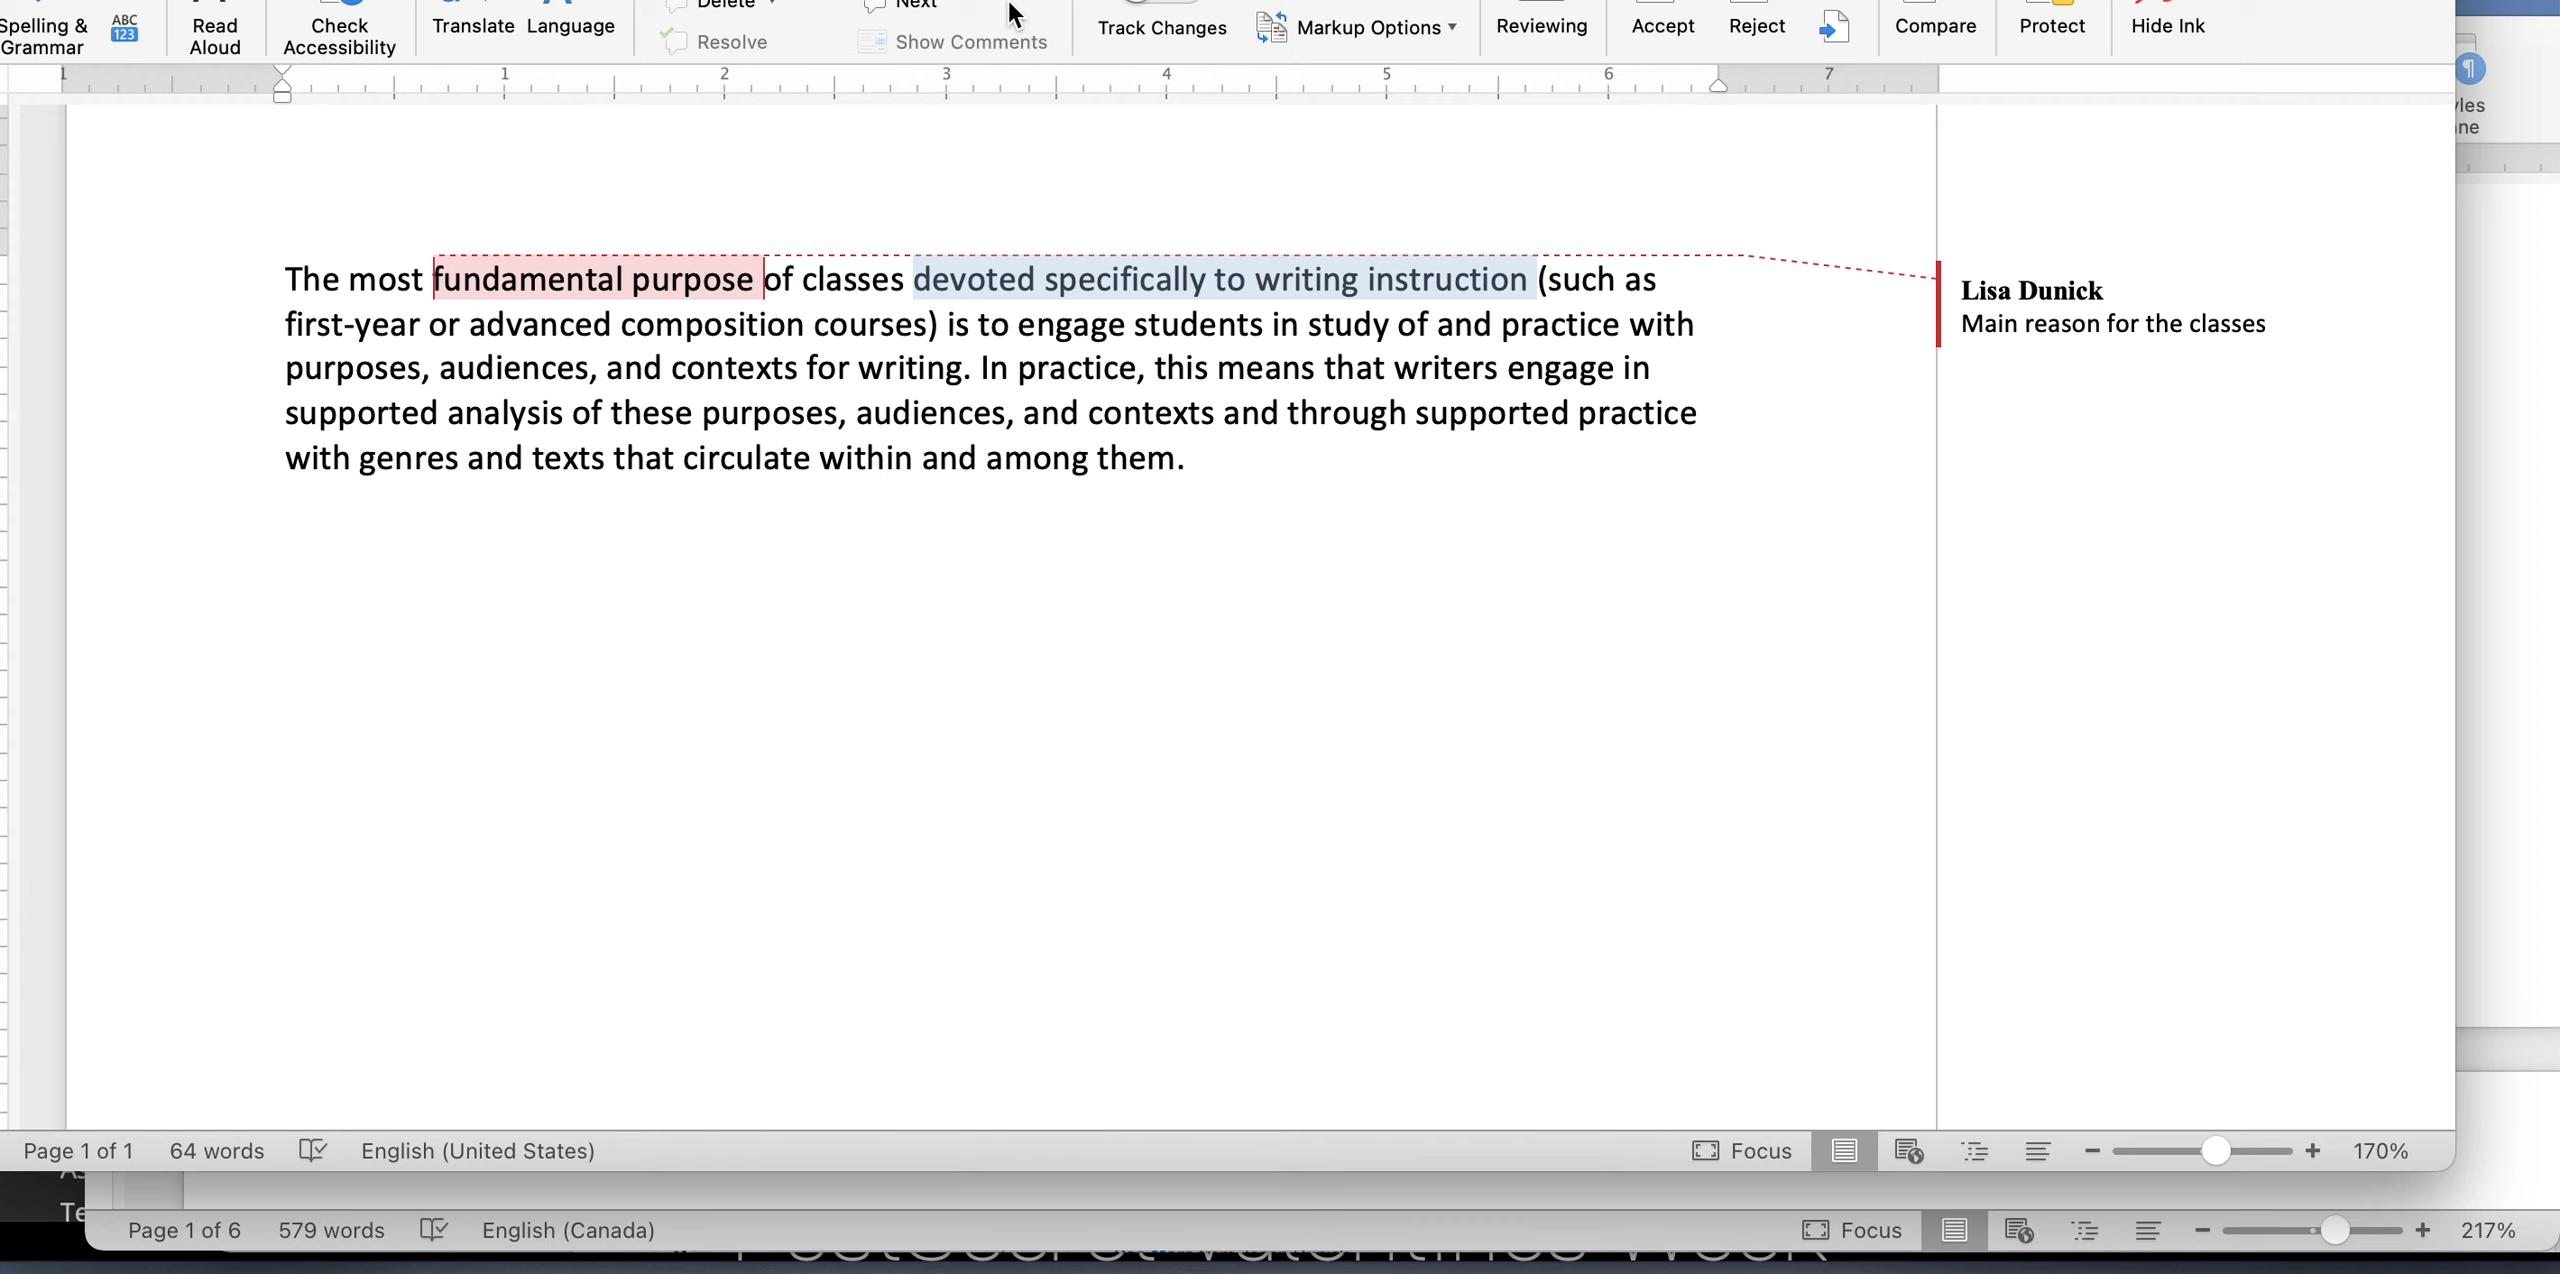 Delete
Next
Spelling &
Grammar
ABC
123
Read
Aloud
Check
Accessibility
Translate
Language
Resolve
Show Comments
Track Changes
Markup Options
Reviewing
Accept
Reject
Compare
Protect
Hide Ink
1 1 2 3 4 5 6 7
The most fundamental purpose of classes devoted specifically to writing instruction (such as
first-year or advanced composition courses) is to engage students in study of and practice with
purposes, audiences, and contexts for writing. In practice, this means that writers engage in
supported analysis of these purposes, audiences, and contexts and through supported practice
with genres and texts that circulate within and among them.
Lisa Dunick
Main reason for the classes
Page 1 of 1 64 words English (United States) Focus 170%
Page 1 of 6 579 words English (Canada) Focus 217%